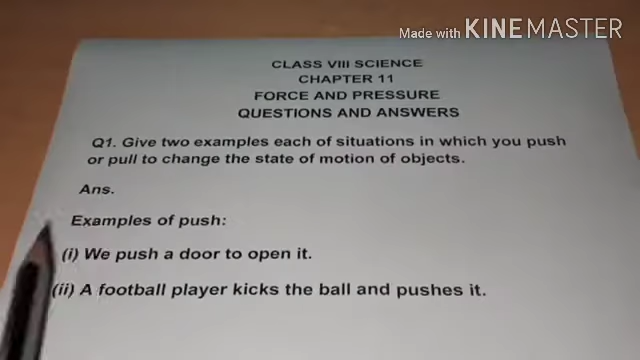 Made with KINEMASTER
CLASS VIII SCIENCE
CHAPTER 11
FORCE AND PRESSURE
QUESTIONS AND ANSWERS
Q1. Give two examples each of situations in which you push
or pull to change the state of motion of objects.
Ans.
Examples of push:
(i) We push a door to open it.
(ii) A football player kicks the ball and pushes it.